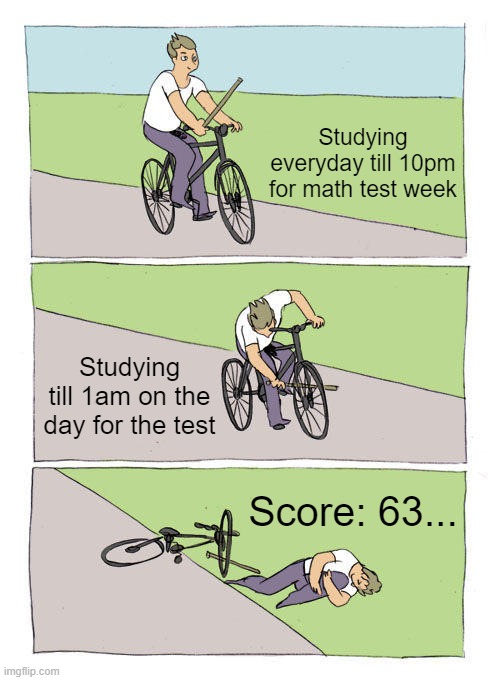 Studying
everyday till 10pm
for math test week
Studying
till 1am on the
day for the test
Score: 63...
imgflip.com